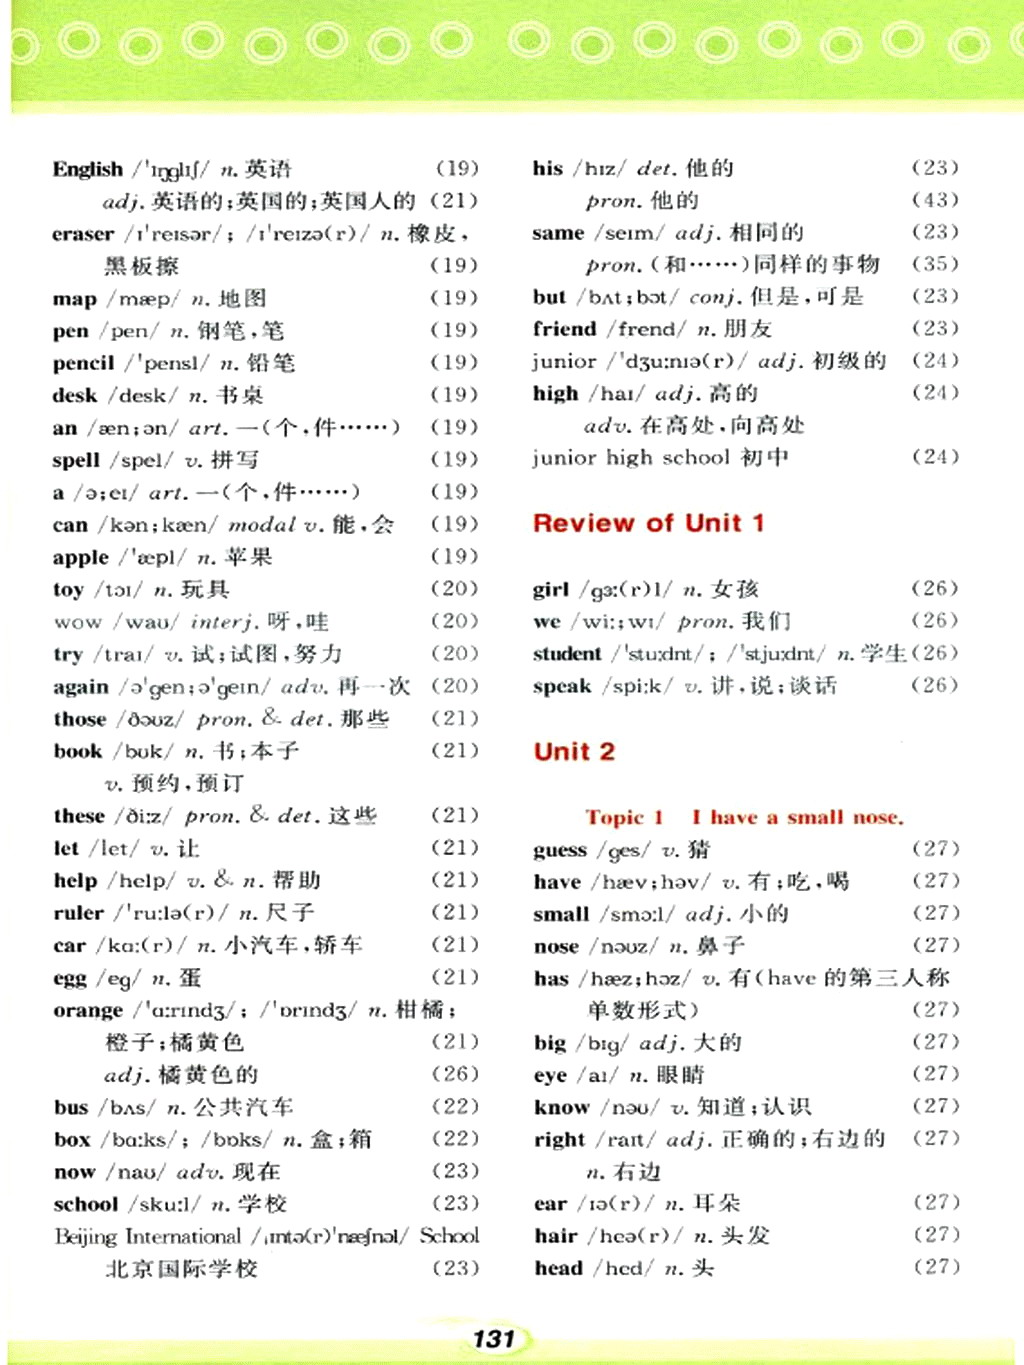 English /ˈɪŋɡlɪʃ/ n. 英语 (19)
adj. 英语的;英国的;英国人的 (21)
eraser /ɪˈreɪsər/; /ɪˈreɪzə(r)/ n. 橡皮,
黑板擦 (19)
map /mæp/ n. 地图 (19)
pen /pen/ n. 钢笔,笔 (19)
pencil /ˈpensl/ n. 铅笔 (19)
desk /desk/ n. 书桌 (19)
an /æn;ən/ art. 一(个,件……) (19)
spell /spel/ v. 拼写 (19)
a /ə;eɪ/ art. 一(个,件……) (19)
can /kən;kæn/ modal v. 能,会 (19)
apple /ˈæpl/ n. 苹果 (19)
toy /tɔɪ/ n. 玩具 (20)
wow /waʊ/ interj. 呀,哇 (20)
try /traɪ/ v. 试;试图,努力 (20)
again /əˈɡen;əˈɡeɪn/ adv. 再一次 (20)
those /ðəʊz/ pron. & det. 那些 (21)
book /bʊk/ n. 书;本子 (21)
v. 预约,预订
these /ðiːz/ pron. & det. 这些 (21)
let /let/ v. 让 (21)
help /help/ v. & n. 帮助 (21)
ruler /ˈruːlə(r)/ n. 尺子 (21)
car /kɑː(r)/ n. 小汽车,轿车 (21)
egg /eɡ/ n. 蛋 (21)
orange /ˈɑːrɪndʒ/; /ˈɒrɪndʒ/ n. 柑橘;
橙子;橘黄色 (21)
adj. 橘黄色的 (26)
bus /bʌs/ n. 公共汽车 (22)
box /bɑːks/; /bɒks/ n. 盒;箱 (22)
now /naʊ/ adv. 现在 (23)
school /skuːl/ n. 学校 (23)
Beijing International /ˌɪntə(r)ˈnæʃnəl/ School
北京国际学校 (23)
his /hɪz/ det. 他的 (23)
pron. 他的 (43)
same /seɪm/ adj. 相同的 (23)
pron. (和……)同样的事物 (35)
but /bʌt;bət/ conj. 但是,可是 (23)
friend /frend/ n. 朋友 (23)
junior /ˈdʒuːnɪə(r)/ adj. 初级的 (24)
high /haɪ/ adj. 高的 (24)
adv. 在高处,向高处
junior high school 初中 (24)
Review of Unit 1
girl /ɡɜː(r)l/ n. 女孩 (26)
we /wiː;wɪ/ pron. 我们 (26)
student /ˈstuːdnt/; /ˈstjuːdnt/ n. 学生 (26)
speak /spiːk/ v. 讲,说;谈话 (26)
Unit 2
Topic 1 I have a small nose.
guess /ɡes/ v. 猜 (27)
have /hæv;həv/ v. 有;吃,喝 (27)
small /smɔːl/ adj. 小的 (27)
nose /nəʊz/ n. 鼻子 (27)
has /hæz;həz/ v. 有(have 的第三人称
单数形式) (27)
big /bɪɡ/ adj. 大的 (27)
eye /aɪ/ n. 眼睛 (27)
know /nəʊ/ v. 知道;认识 (27)
right /raɪt/ adj. 正确的;右边的 (27)
n. 右边
ear /ɪə(r)/ n. 耳朵 (27)
hair /heə(r)/ n. 头发 (27)
head /hed/ n. 头 (27)
131